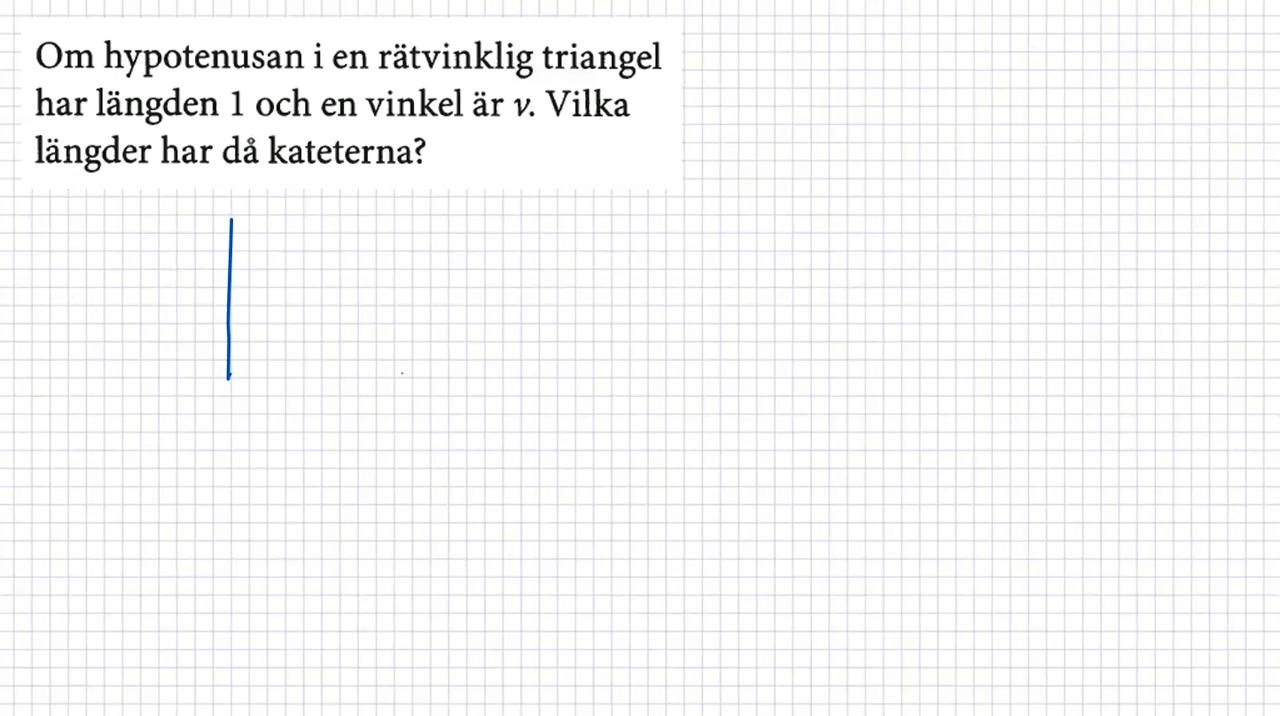 Om hypotenusan i en rätvinklig triangel
har längden 1 och en vinkel är v. Vilka
längder har då kateterna?